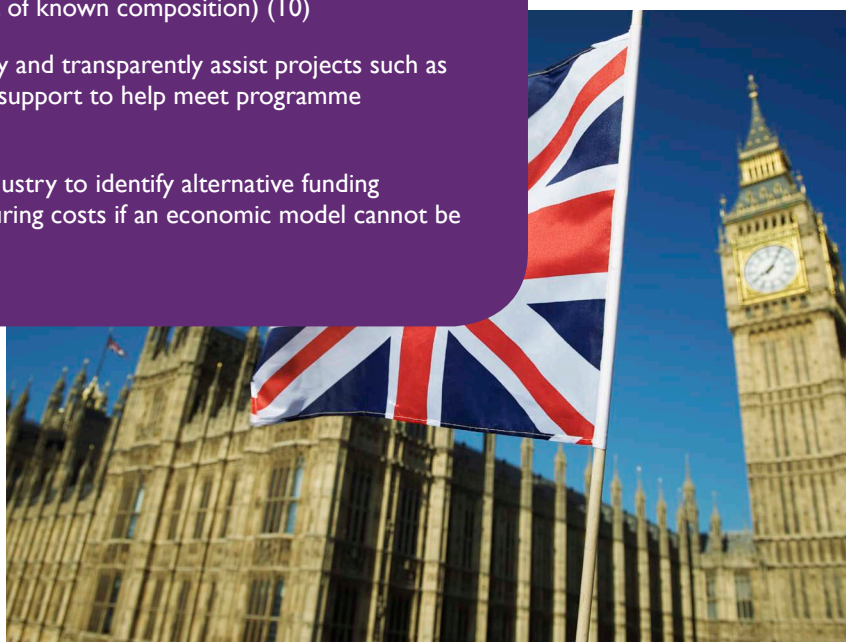 of known composition) (10)
y and transparently assist projects such as
support to help meet programme
ustry to identify alternative funding
uring costs if an economic model cannot be